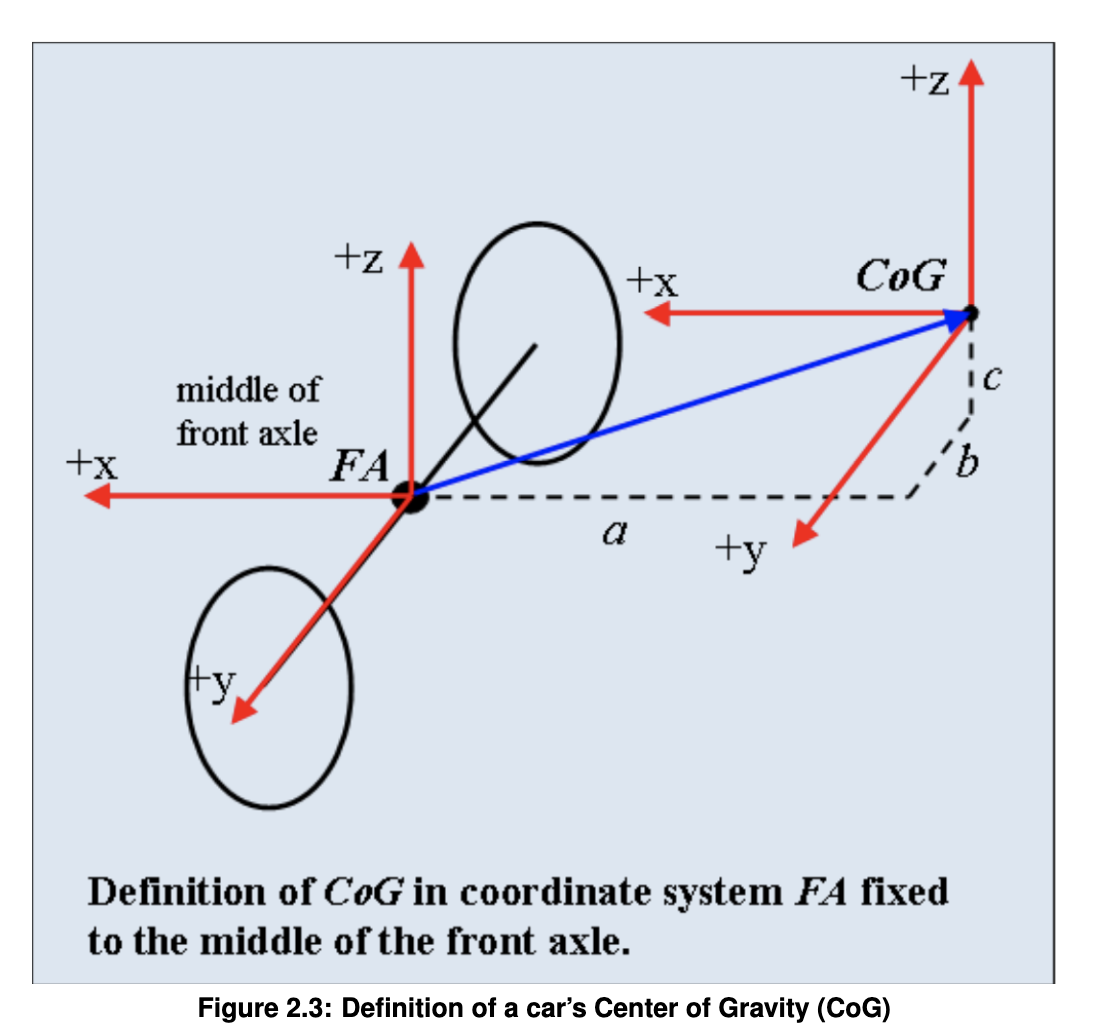 +z
CoG
+x
+z
c
middle of
front axle
b
+x
FA
a
+y
+y
Definition of CoG in coordinate system FA fixed
to the middle of the front axle.
Figure 2.3: Definition of a car's Center of Gravity (CoG)